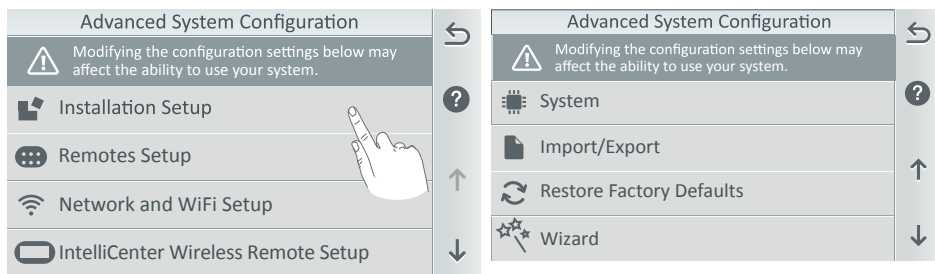 Advanced System Configuration
Modifying the configuration settings below may
affect the ability to use your system.
Installation Setup
Remotes Setup
Network and WiFi Setup
IntelliCenter Wireless Remote Setup
?
Advanced System Configuration
Modifying the configuration settings below may
affect the ability to use your system.
System
Import/Export
Restore Factory Defaults
Wizard
?